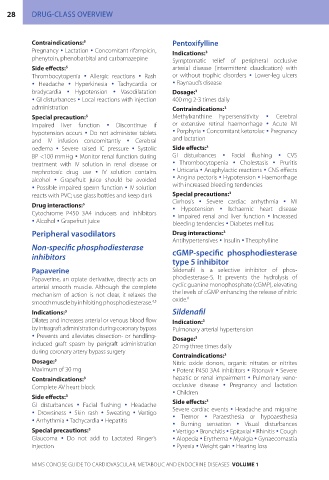 28 DRUG-CLASS OVERVIEW
Contraindications:⁸
Pregnancy • Lactation • Concomitant rifampicin,
phenytoin, phenobarbital and carbamazepine
Side effects:⁸
Thrombocytopenia • Allergic reactions • Rash
• Headache • Hyperkinesia • Tachycardia or
bradycardia • Hypotension • Vasodilatation
• GI disturbances • Local reactions with injection
administration
Special precautions:⁸
Impaired liver function • Discontinue if
hypotension occurs • Do not administer tablets
and IV infusion concomitantly • Cerebral
oedema • Severe raised IC pressure • Systolic
BP <100 mmHg • Monitor renal function during
treatment with IV solution in renal disease or
nephrotoxic drug use • IV solution contains
alcohol • Grapefruit juice should be avoided
• Possible impaired sperm function • IV solution
reacts with PVC; use glass bottles and keep dark
Drug interactions:⁸
Cytochrome P450 3A4 inducers and inhibitors
• Alcohol • Grapefruit juice
Peripheral vasodilators
Non-specific phosphodiesterase
inhibitors
Papaverine
Papaverine, an opiate derivative, directly acts on
arterial smooth muscle. Although the complete
mechanism of action is not clear, it relaxes the
smooth muscle by inhibiting phosphodiesterase.
Indications:
Dilates and increases arterial or venous blood flow
by intragraft administration during coronary bypass
• Prevents and alleviates dissection- or handling-
induced graft spasm by perigraft administration
during coronary artery bypass surgery
Dosage:
Maximum of 30 mg
Contraindications:
Complete AV heart block
Side effects:
GI disturbances • Facial flushing • Headache
• Drowsiness • Skin rash • Sweating • Vertigo
• Arrhythmia • Tachycardia • Hepatitis
Special precautions:
Glaucoma • Do not add to Lactated Ringer's
injection
Pentoxifylline
Indications:
Symptomatic relief of peripheral occlusive
arterial disease (intermittent claudication) with
or without trophic disorders • Lower-leg ulcers
• Raynaud's disease
Dosage:
400 mg 2-3 times daily
Contraindications:
Methylxanthine hypersensitivity • Cerebral
or extensive retinal haemorrhage • Acute MI
• Porphyria • Concomitant ketorolac • Pregnancy
and lactation
Side effects:
GI disturbances • Facial flushing • CVS
• Thrombocytopenia • Cholestasis • Pruritis
• Urticaria • Anaphylactic reactions • CNS effects
• Angina pectoris • Hypotension • Haemorrhage
with increased bleeding tendencies
Special precautions:
Cirrhosis • Severe cardiac arrhythmia • MI
• Hypotension • Ischaemic heart disease
• Impaired renal and liver function • Increased
bleeding tendencies • Diabetes mellitus
Drug interactions:
Antihypertensives • Insulin • Theophylline
cGMP-specific phosphodiesterase
type 5 inhibitor
Sildenafil is a selective inhibitor of phos-
phodiesterase-5. It prevents the hydrolysis of
cyclic guanine monophosphate (cGMP), elevating
the levels of cGMP enhancing the release of nitric
oxide.
Sildenafil
Indication:
Pulmonary arterial hypertension
Dosage:
20 mg three times daily
Contraindications:
Nitric oxide donors, organic nitrates or nitrites
• Potent P450 3A4 inhibitors • Ritonavir • Severe
hepatic or renal impairment • Pulmonary veno-
occlusive disease • Pregnancy and lactation
• Children
Side effects:
Severe cardiac events • Headache and migraine
• Tremor • Paraesthesia or hypoaesthesia
• Burning sensation • Visual disturbances
• Vertigo • Bronchitis • Epistaxis • Rhinitis • Cough
• Alopecia • Erythema • Myalgia • Gynaecomastia
• Pyrexia • Weight gain • Hearing loss
MIMS CONCISE GUIDE TO CARDIOVASCULAR, METABOLIC AND ENDOCRINE DISEASES VOLUME 1